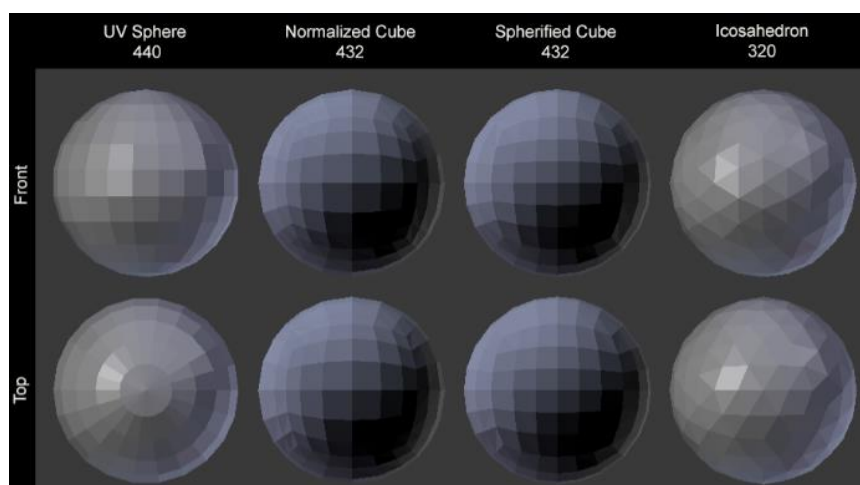 UV Sphere
440
Normalized Cube
432
Spherified Cube
432
Icosahedron
320
Front
Top